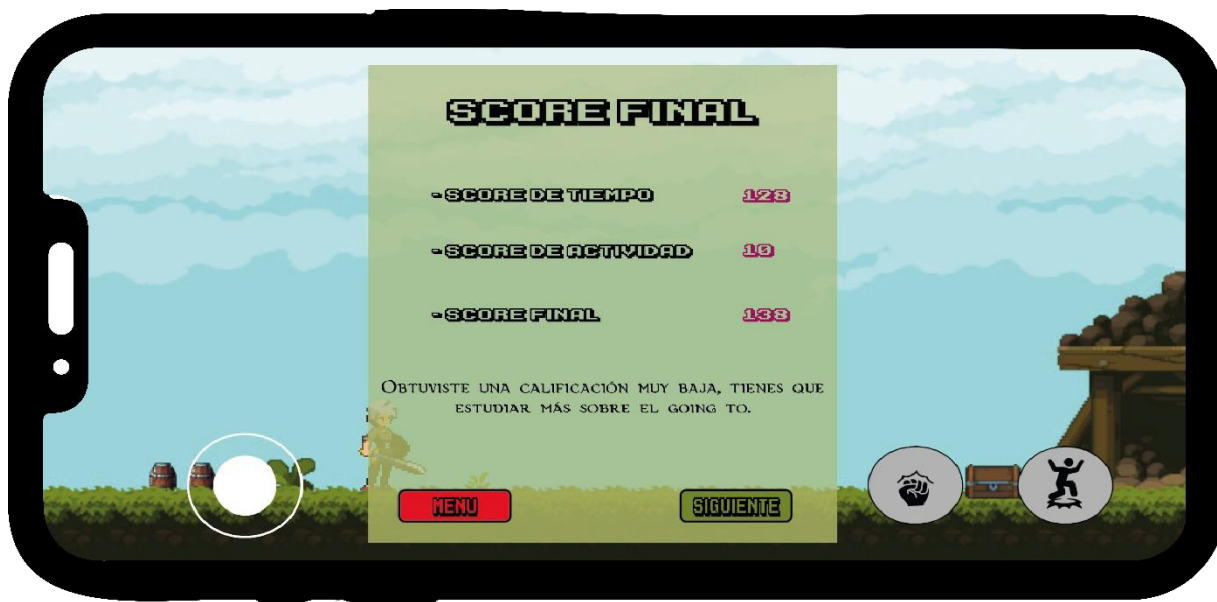 SCORE FINAL
- SCORE DE TIEMPO 128
- SCORE DE ACTIVIDAD 10
- SCORE FINAL 138
OBTUVISTE UNA CALIFICACIÓN MUY BAJA, TIENES QUE
ESTUDIAR MÁS SOBRE EL GOING TO.
MENU SIGUIENTE